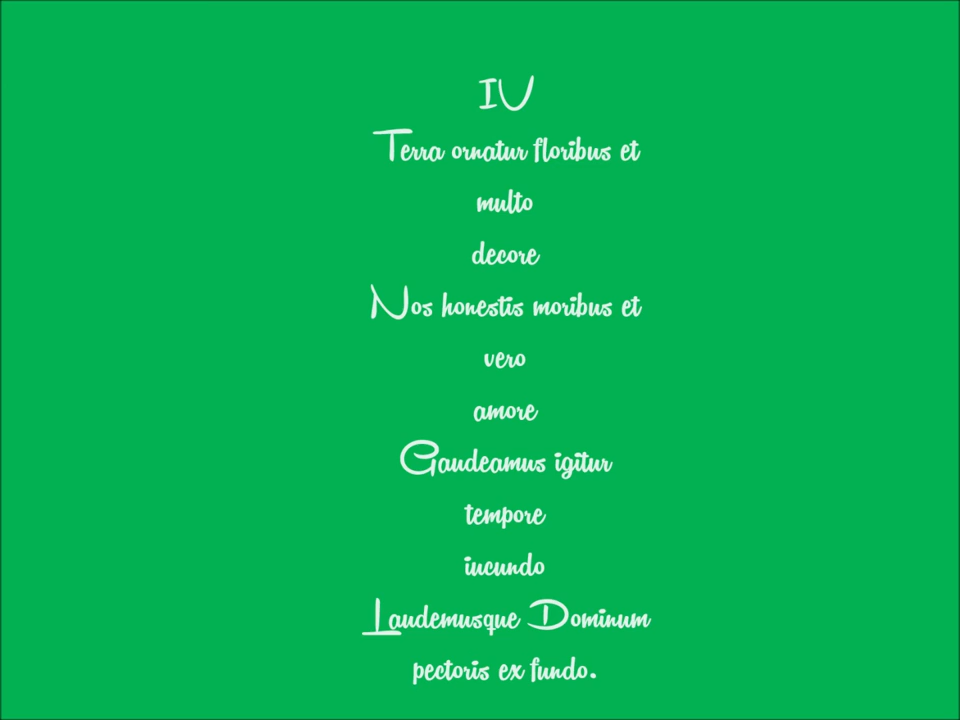 IV
Terra ornatur floribus et
multo
decore
Nos honestis moribus et
vero
amore
Gaudeamus igitur
tempore
iucundo
Laudemusque Dominum
pectoris ex fundo.